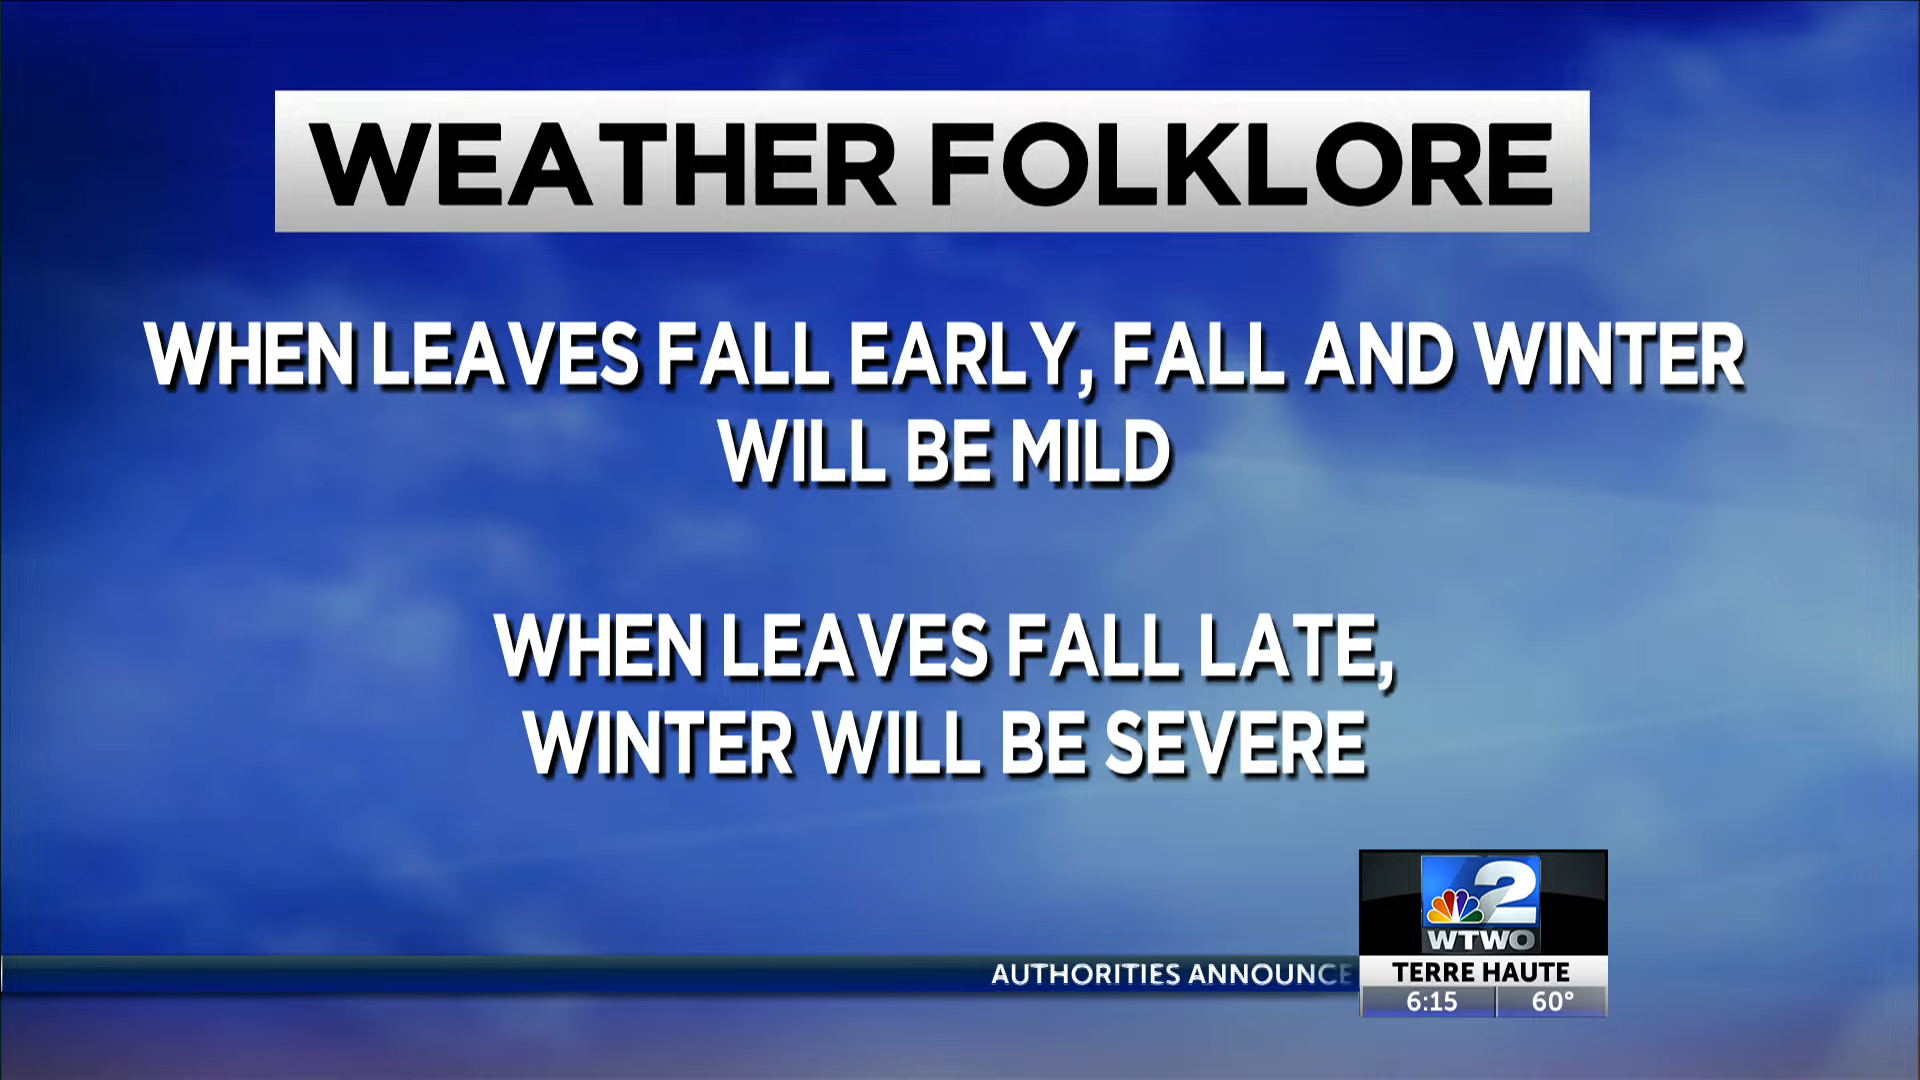 WEATHER FOLKLORE
WHEN LEAVES FALL EARLY, FALL AND WINTER
WILL BE MILD
WHEN LEAVES FALL LATE,
WINTER WILL BE SEVERE
2
WTWO
AUTHORITIES ANNOUNCE
TERRE HAUTE
6:15 60°